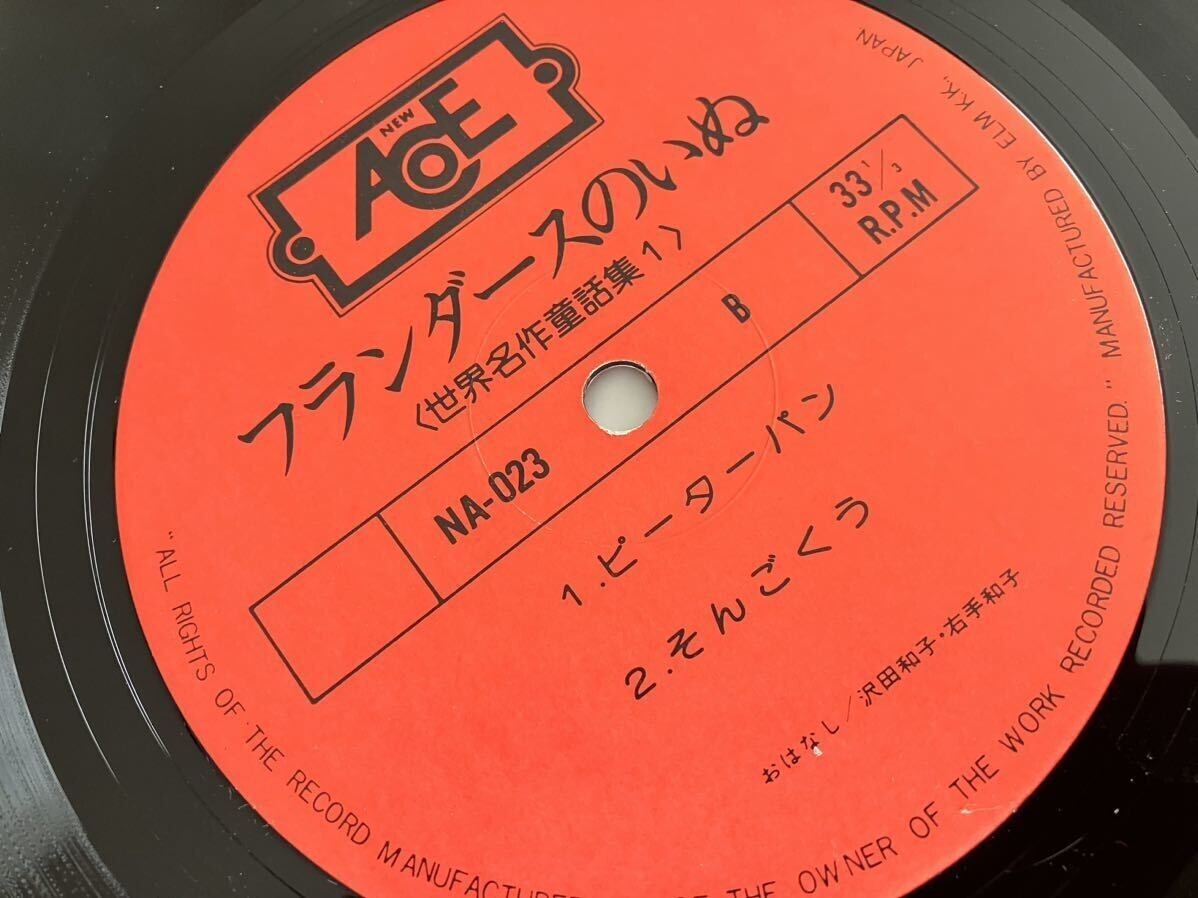 NEW
ACE
フランダースのいぬ
〈世界名作童話集1〉
NA-023
B
33 1/3
R.P.M
1.ピーターパン
2.そんごくう
おはなし/沢田和子・右手和子
"ALL RIGHTS OF THE RECORD MANUFACTURER THE OWNER OF THE WORK RECORDED RESERVED." MANUFACTURED BY ELM K.K., JAPAN